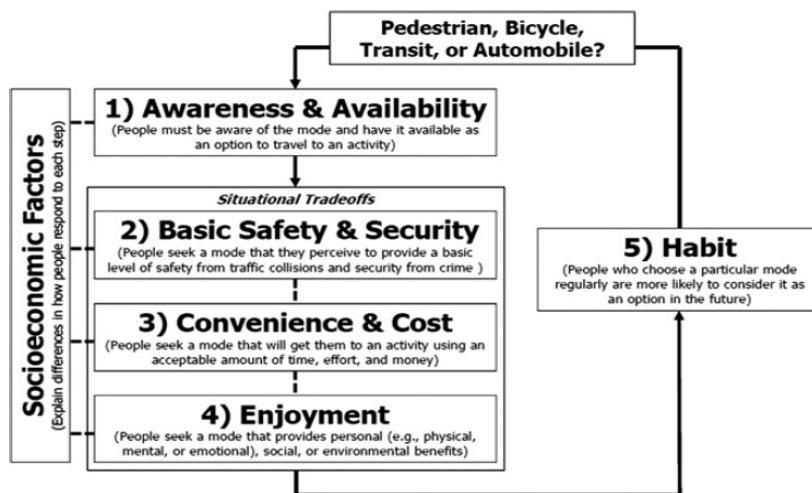 Pedestrian, Bicycle,
Transit, or Automobile?
Socioeconomic Factors
(Explain differences in how people respond to each step)
1) Awareness & Availability
(People must be aware of the mode and have it available as
an option to travel to an activity)
Situational Tradeoffs
2) Basic Safety & Security
(People seek a mode that they perceive to provide a basic
level of safety from traffic collisions and security from crime )
3) Convenience & Cost
(People seek a mode that will get them to an activity using an
acceptable amount of time, effort, and money)
4) Enjoyment
(People seek a mode that provides personal (e.g., physical,
mental, or emotional), social, or environmental benefits)
5) Habit
(People who choose a particular mode
regularly are more likely to consider it as
an option in the future)